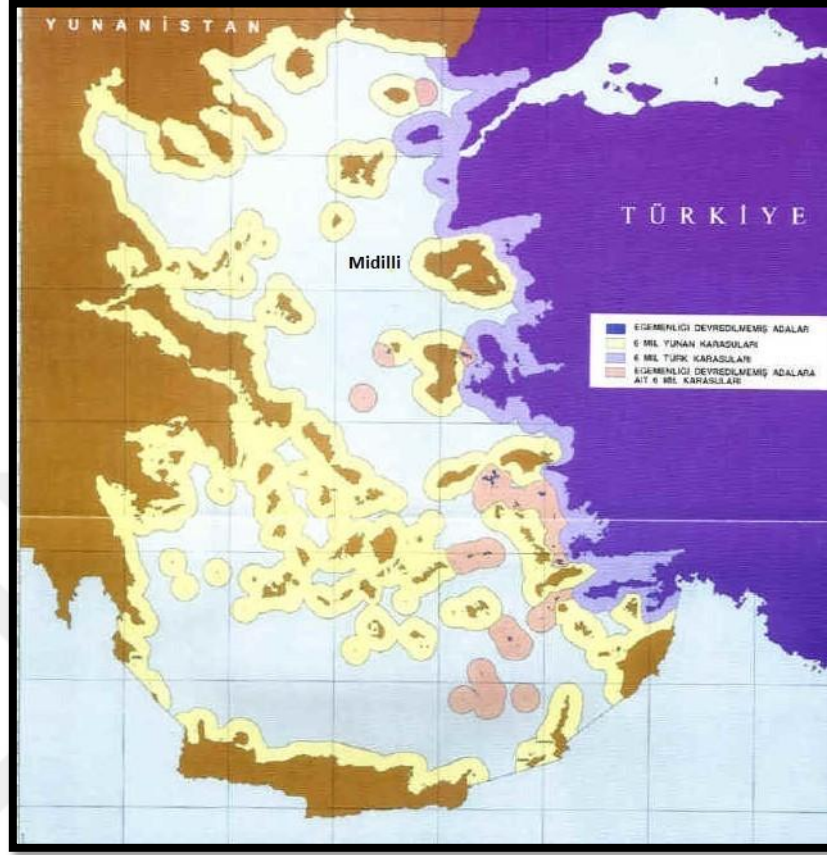 YUNANİSTAN
TÜRKİYE
Midilli
EGEMENLİĞİ DEVREDİLMEMİŞ ADALAR
6 MİL YUNAN KARASULARI
6 MİL TÜRK KARASULARI
EGEMENLİĞİ DEVREDİLMEMİŞ ADALARA
AİT 6 MİL KARASULARI